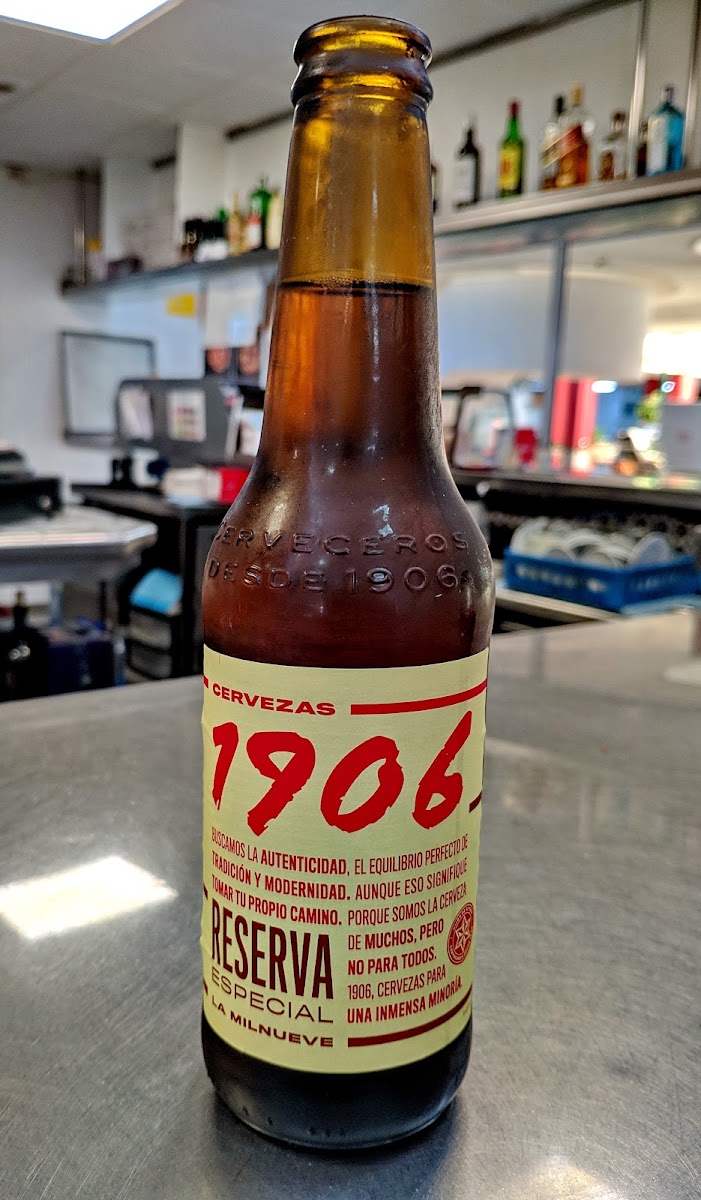 CERVECEROS
DESDE 1906
CERVEZAS
1906
BUSCAMOS LA AUTENTICIDAD, EL EQUILIBRIO PERFECTO DE
TRADICIÓN Y MODERNIDAD. AUNQUE ESO SIGNIFIQUE
TOMAR TU PROPIO CAMINO. PORQUE SOMOS LA CERVEZA
DE MUCHOS, PERO
NO PARA TODOS.
1906, CERVEZAS PARA
UNA INMENSA MINORÍA.
RESERVA
ESPECIAL
LA MILNUEVE